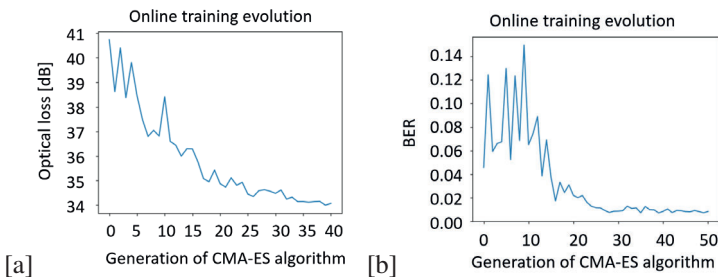 Online training evolution
41
40
39
38
37
36
35
34
Optical loss [dB]
0 5 10 15 20 25 30 35 40
Generation of CMA-ES algorithm
[a]
Online training evolution
0.14
0.12
0.10
0.08
0.06
0.04
0.02
0.00
BER
0 10 20 30 40 50
Generation of CMA-ES algorithm
[b]